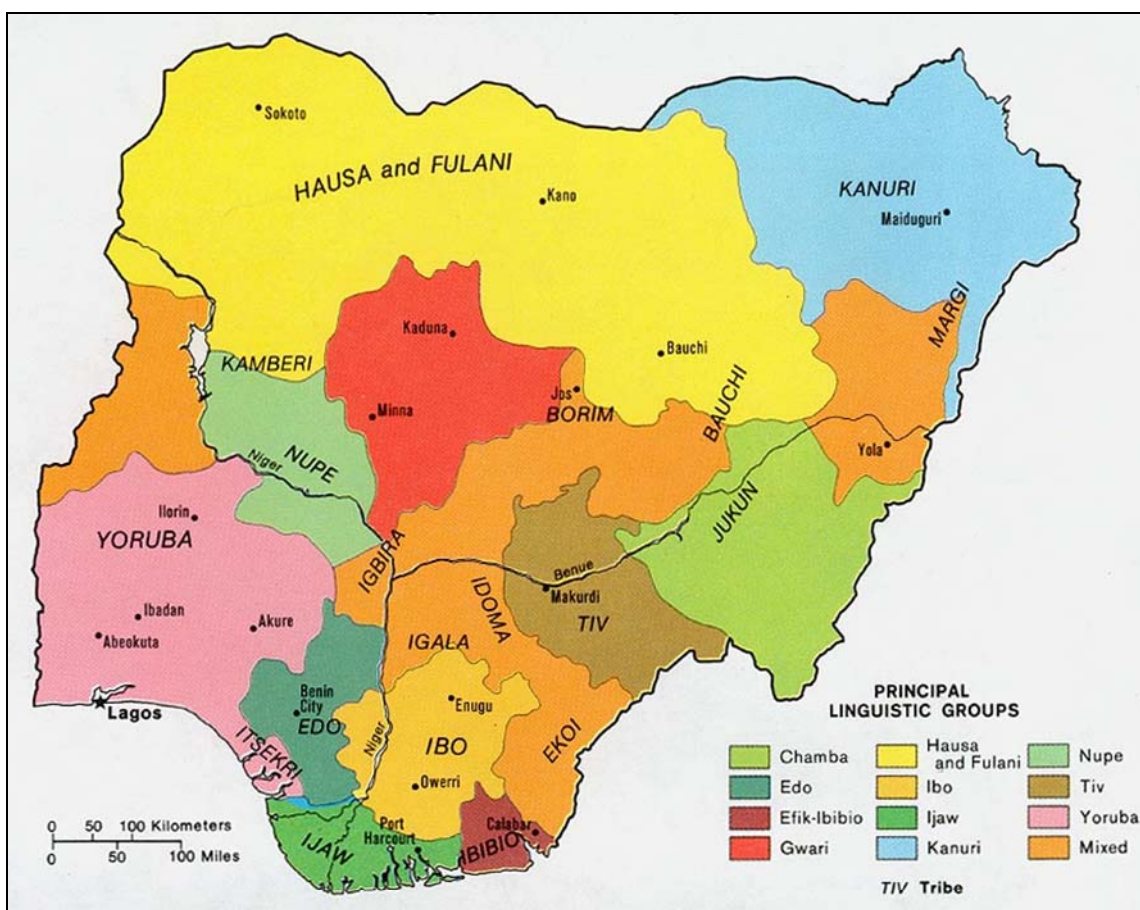 Sokoto
HAUSA and FULANI
Kano
KANURI
Maiduguri
MARGI
Kaduna
Bauchi
KAMBERI
Jos
BORIM
BAUCHI
Minna
Yola
NUPE
Niger
Ilorin
YORUBA
JUKUN
IGBIRA
Benue
Makurdi
IDOMA
TIV
Ibadan
Akure
Abeokuta
IGALA
Lagos
Benin
City
EDO
Enugu
Niger
IBO
EKOI
ITSEKRI
Owerri
Port
Harcourt
Calabar
IJAW
IBIBIO
0 50 100 Kilometers
0 50 100 Miles
PRINCIPAL
LINGUISTIC GROUPS
Chamba
Edo
Efik-Ibibio
Gwari
Hausa
and Fulani
Ibo
Ijaw
Kanuri
Nupe
Tiv
Yoruba
Mixed
TIV Tribe